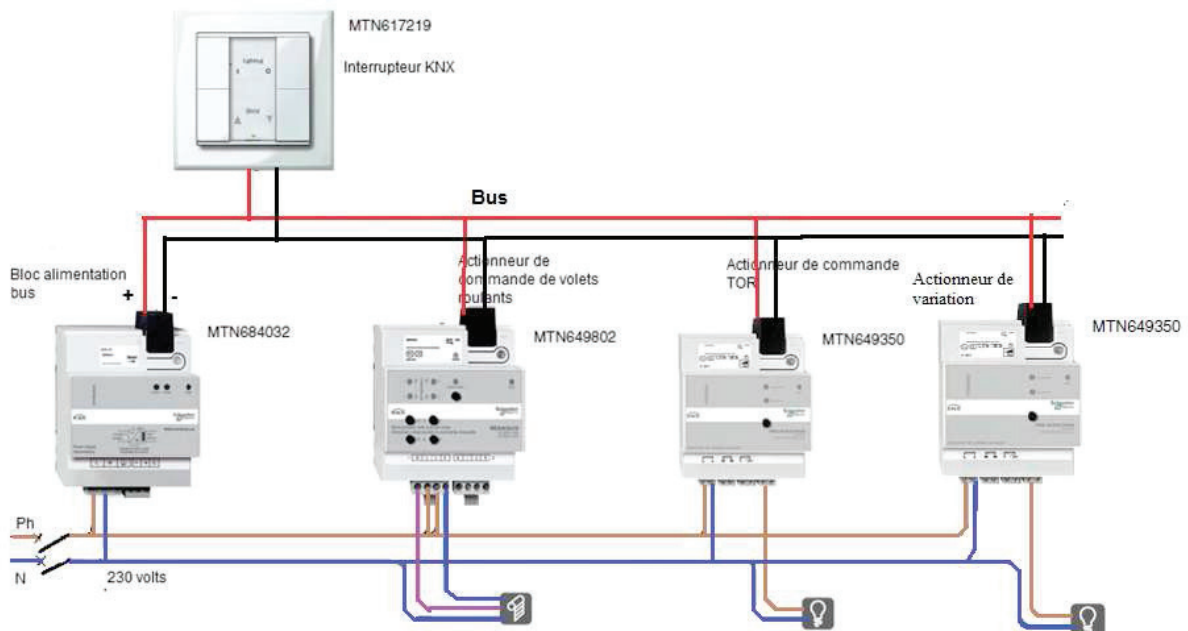 MTN617219
Interrupteur KNX
Bus
Bloc alimentation
bus
+ -
MTN684032
Actionneur de
commande de volets
roulants
MTN649802
Actionneur de commande
TOR
MTN649350
Actionneur de
variation
MTN649350
Ph
N
230 volts